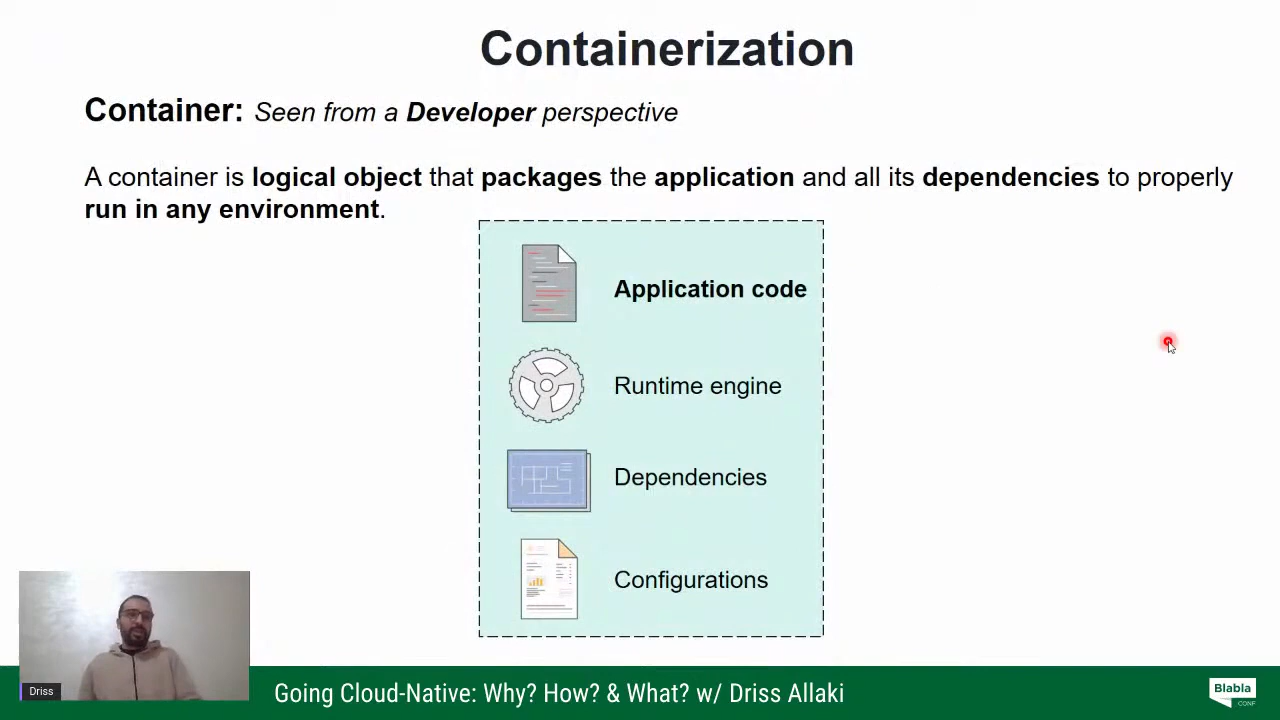 Containerization
Container: Seen from a Developer perspective
A container is logical object that packages the application and all its dependencies to properly
run in any environment.
Application code
Runtime engine
Dependencies
Configurations
Driss
Going Cloud-Native: Why? How? & What? w/ Driss Allaki
Blabla
CONF